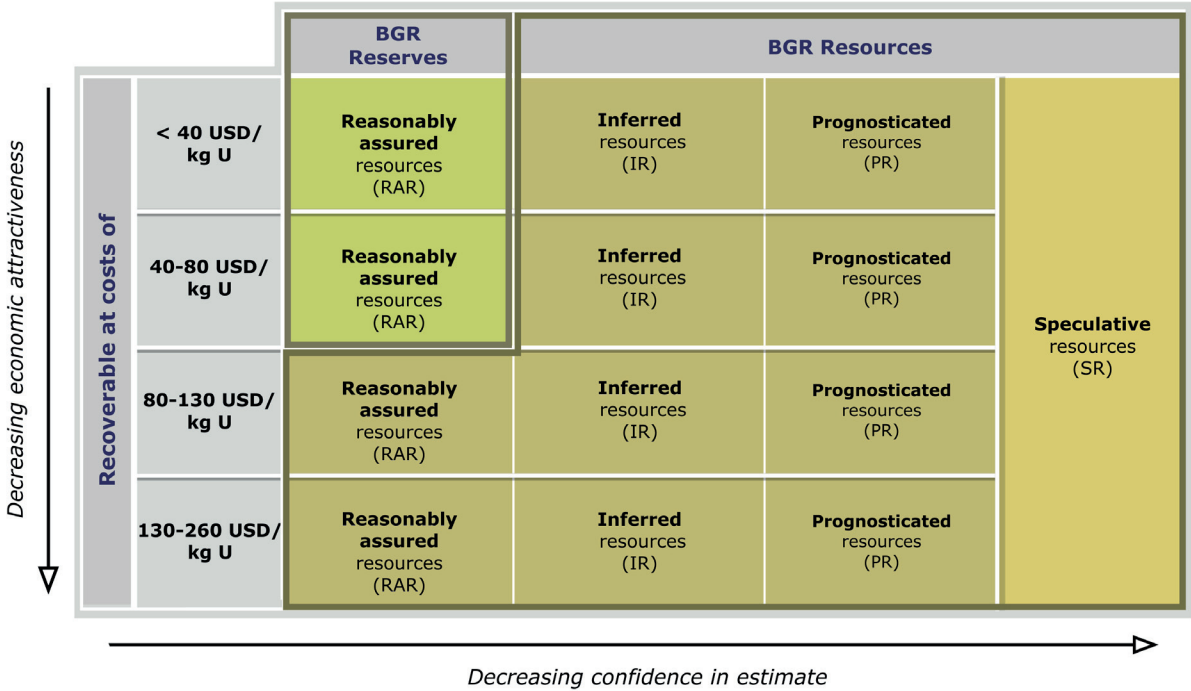 BGR
Reserves
BGR Resources
Decreasing economic attractiveness
Recoverable at costs of
< 40 USD/
kg U
Reasonably
assured
resources
(RAR)
Inferred
resources
(IR)
Prognosticated
resources
(PR)
40-80 USD/
kg U
Reasonably
assured
resources
(RAR)
Inferred
resources
(IR)
Prognosticated
resources
(PR)
Speculative
resources
(SR)
80-130 USD/
kg U
Reasonably
assured
resources
(RAR)
Inferred
resources
(IR)
Prognosticated
resources
(PR)
130-260 USD/
kg U
Reasonably
assured
resources
(RAR)
Inferred
resources
(IR)
Prognosticated
resources
(PR)
Decreasing confidence in estimate